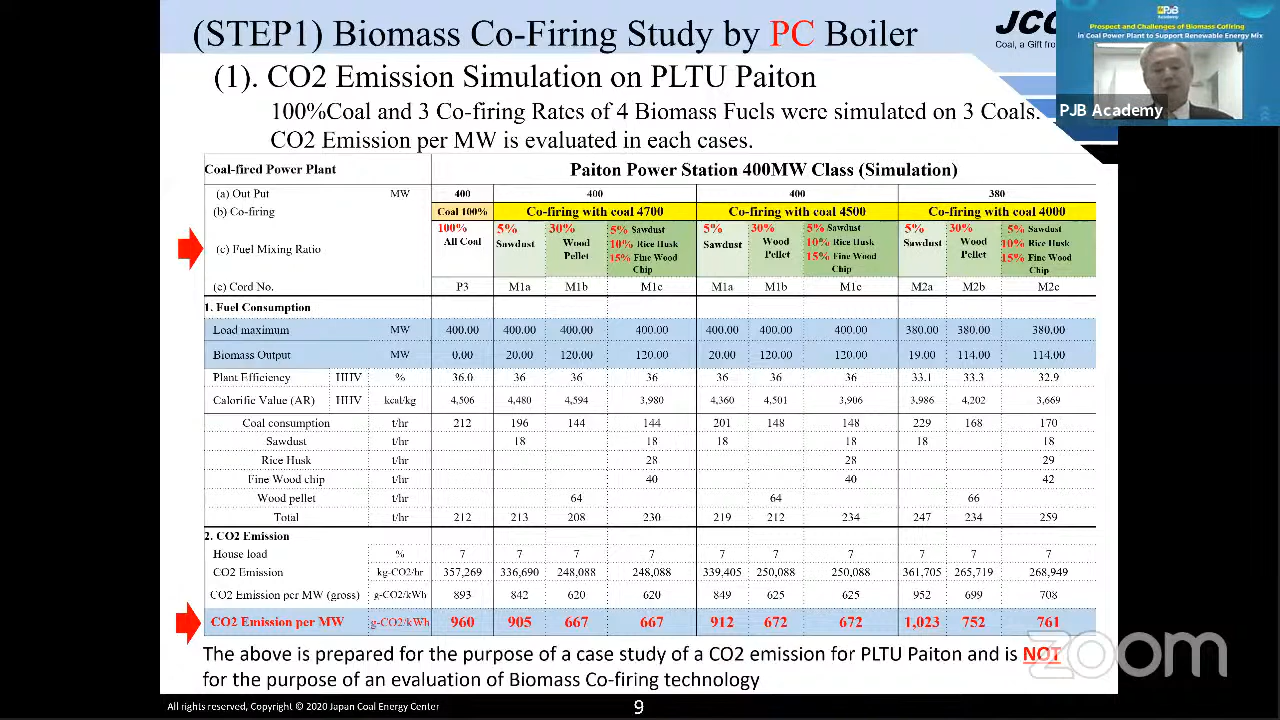 (STEP1) Biomass Co-Firing Study by PC Boiler
Coal, a Gift from
PJB
Academy
Prospect and Challenges of Biomass Cofiring
in Coal Power Plant to Support Renewable Energy Mix
PJB Academy
(1). CO2 Emission Simulation on PLTU Paiton
100%Coal and 3 Co-firing Rates of 4 Biomass Fuels were simulated on 3 Coals.
CO2 Emission per MW is evaluated in each cases.
Coal-fired Power Plant Paiton Power Station 400MW Class (Simulation)
(a) Out Put MW 400 400 400 380
(b) Co-firing Coal 100% Co-firing with coal 4700 Co-firing with coal 4500 Co-firing with coal 4000
(c) Fuel Mixing Ratio
100% All Coal
5% Sawdust
30% Wood Pellet
5% Sawdust
10% Rice Husk
15% Fine Wood Chip
5% Sawdust
30% Wood Pellet
5% Sawdust
10% Rice Husk
15% Fine Wood Chip
5% Sawdust
30% Wood Pellet
5% Sawdust
10% Rice Husk
15% Fine Wood Chip
(c) Cord No. P3 M1a M1b M1c M1a M1b M1c M2a M2b M2c
1. Fuel Consumption
Load maximum MW 400.00 400.00 400.00 400.00 400.00 400.00 400.00 380.00 380.00 380.00
Biomass Output MW 0.00 20.00 120.00 120.00 20.00 120.00 120.00 19.00 114.00 114.00
Plant Efficiency HHV % 36.0 36 36 36 36 36 36 33.1 33.3 32.9
Calorific Value (AR) HHV kcal/kg 4,506 4,480 4,594 3,980 4,360 4,501 3,906 3,986 4,202 3,669
Coal consumption t/hr 212 196 144 144 201 148 148 229 168 170
Sawdust t/hr 18 18 18 18 18 18
Rice Husk t/hr 28 28 29
Fine Wood chip t/hr 40 40 42
Wood pellet t/hr 64 64 66
Total t/hr 212 213 208 230 219 212 234 247 234 259
2. CO2 Emission
House load % 7 7 7 7 7 7 7 7 7 7
CO2 Emission kg-CO2/hr 357,269 336,690 248,088 248,088 339,405 250,088 250,088 361,705 265,719 268,949
CO2 Emission per MW (gross) g-CO2/kWh 893 842 620 620 849 625 625 952 699 708
CO2 Emission per MW g-CO2/kWh 960 905 667 667 912 672 672 1,023 752 761
The above is prepared for the purpose of a case study of a CO2 emission for PLTU Paiton and is NOT
for the purpose of an evaluation of Biomass Co-firing technology
zoom
All rights reserved, Copyright © 2020 Japan Coal Energy Center
9